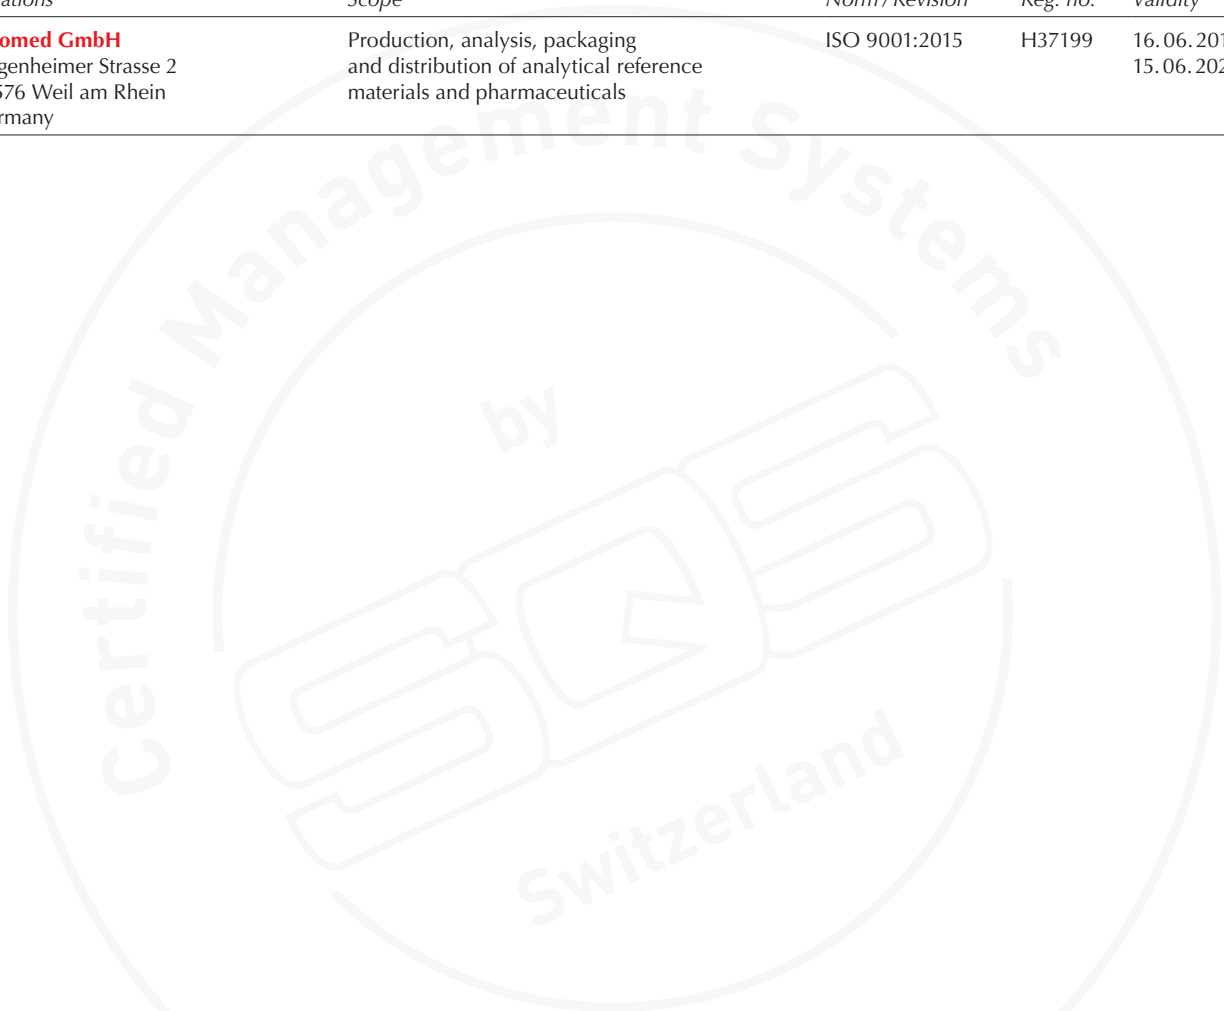 ations Scope Norm / Revision Reg. no. Validity
omed GmbH Production, analysis, packaging ISO 9001:2015 H37199 16. 06. 201
genheimer Strasse 2 and distribution of analytical reference 15. 06. 202
576 Weil am Rhein materials and pharmaceuticals
rmany
Certified Management Systems
by
SQS
Switzerland